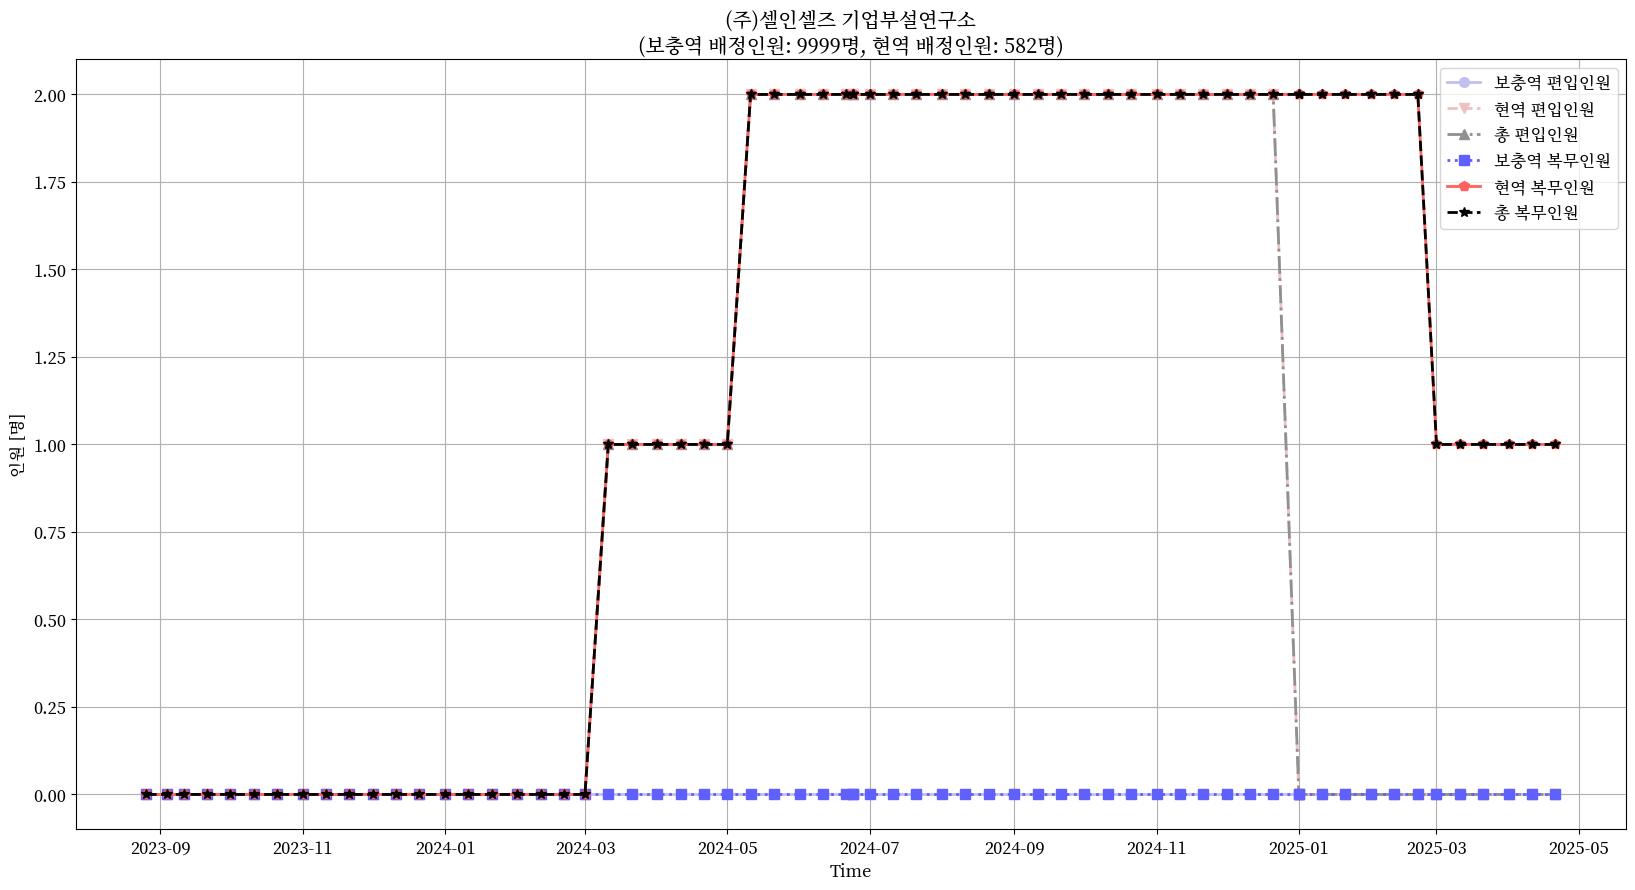 (주)셀인셀즈 기업부설연구소
(보충역 배정인원: 9999명, 현역 배정인원: 582명)
보충역 편입인원
현역 편입인원
총 편입인원
보충역 복무인원
현역 복무인원
총 복무인원
인원 [명]
2.00
1.75
1.50
1.25
1.00
0.75
0.50
0.25
0.00
2023-09 2023-11 2024-01 2024-03 2024-05 2024-07 2024-09 2024-11 2025-01 2025-03 2025-05
Time